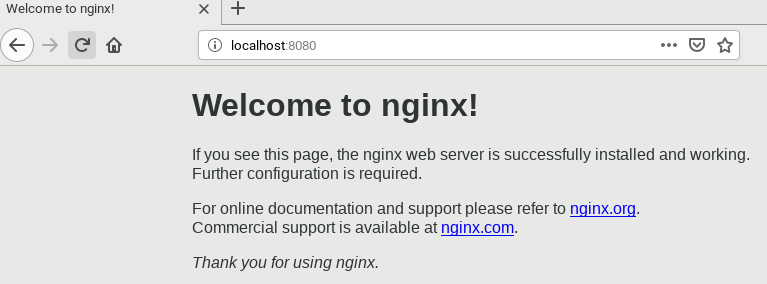 Welcome to nginx!
localhost:8080
Welcome to nginx!
If you see this page, the nginx web server is successfully installed and working.
Further configuration is required.
For online documentation and support please refer to nginx.org.
Commercial support is available at nginx.com.
Thank you for using nginx.